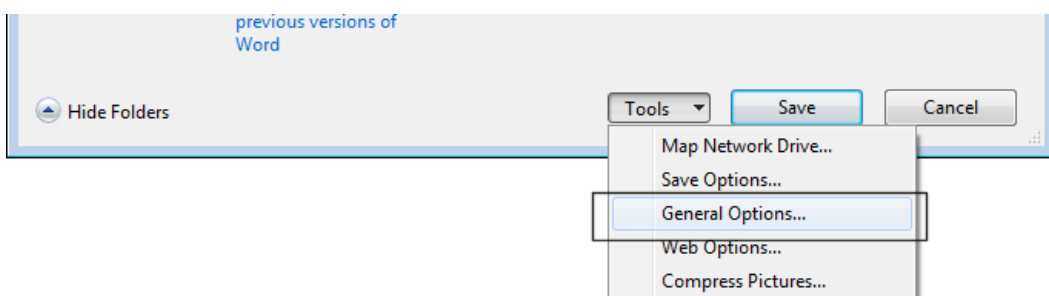 previous versions of
Word
Hide Folders
Tools
Save
Cancel
Map Network Drive...
Save Options...
General Options...
Web Options...
Compress Pictures...